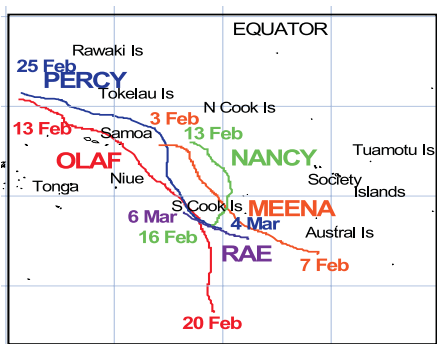 EQUATOR
Rawaki Is
25 Feb
PERCY
Tokelau Is
N Cook Is
3 Feb
13 Feb
13 Feb
Samoa
Tuamotu Is
OLAF
NANCY
Niue
Society
Islands
Tonga
S Cook Is
MEENA
6 Mar
4 Mar
16 Feb
Austral Is
RAE
7 Feb
20 Feb